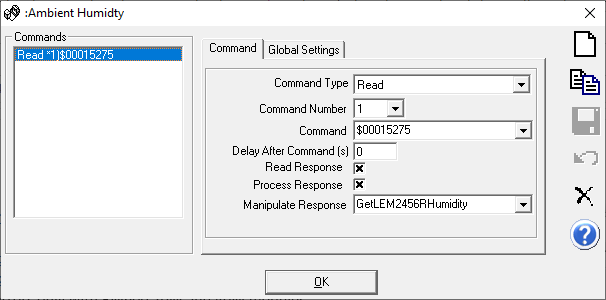 :Ambient Humidty
Commands
Read *1)$00015275
Command
Global Settings
Command Type
Read
Command Number
1
Command
$00015275
Delay After Command (s)
0
Read Response
Process Response
Manipulate Response
GetLEM2456RHumidity
?
OK